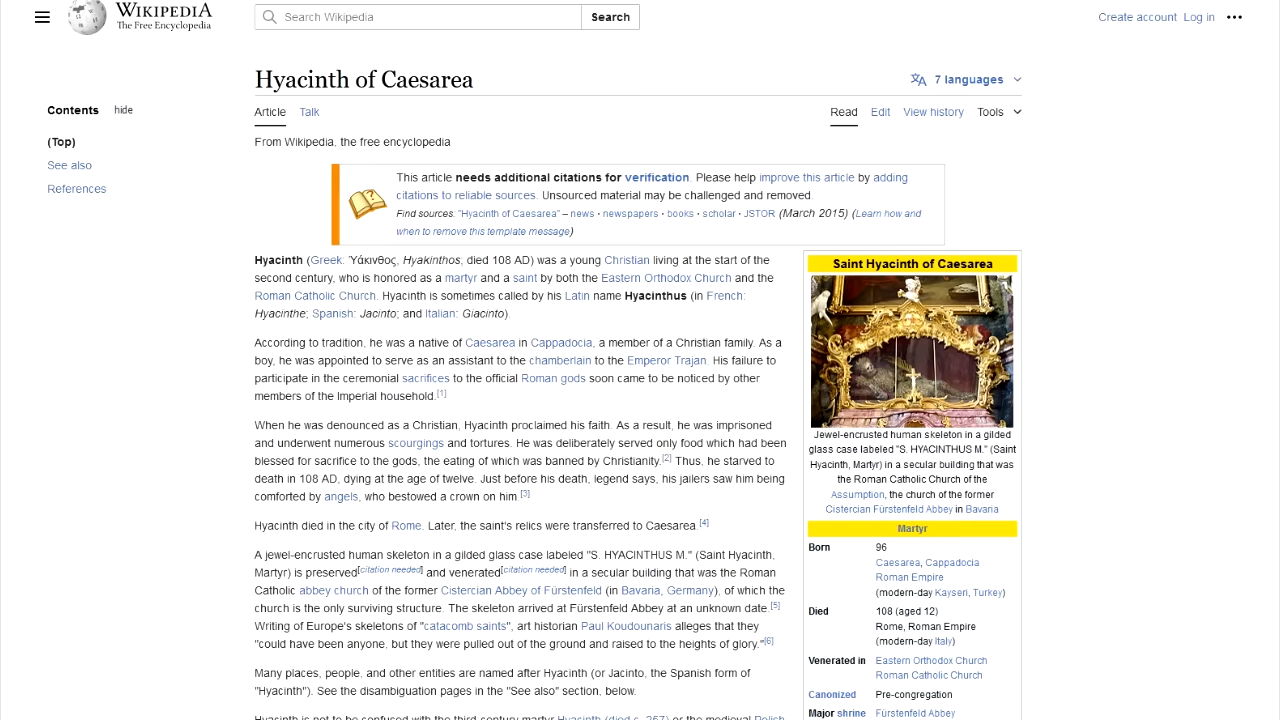 WIKIPEDIA
The Free Encyclopedia
Search Wikipedia
Search
Create account Log in
Hyacinth of Caesarea
7 languages
Contents hide
(Top)
See also
References
Article Talk
Read Edit View history Tools
From Wikipedia, the free encyclopedia
This article needs additional citations for verification. Please help improve this article by adding
citations to reliable sources. Unsourced material may be challenged and removed.
Find sources: "Hyacinth of Caesarea" – news · newspapers · books · scholar · JSTOR (March 2015) (Learn how and
when to remove this template message)
Hyacinth (Greek: Ὑάκινθος, Hyakinthos; died 108 AD) was a young Christian living at the start of the
second century, who is honored as a martyr and a saint by both the Eastern Orthodox Church and the
Roman Catholic Church. Hyacinth is sometimes called by his Latin name Hyacinthus (in French:
Hyacinthe; Spanish: Jacinto; and Italian: Giacinto).
According to tradition, he was a native of Caesarea in Cappadocia, a member of a Christian family. As a
boy, he was appointed to serve as an assistant to the chamberlain to the Emperor Trajan. His failure to
participate in the ceremonial sacrifices to the official Roman gods soon came to be noticed by other
members of the Imperial household.[1]
When he was denounced as a Christian, Hyacinth proclaimed his faith. As a result, he was imprisoned
and underwent numerous scourgings and tortures. He was deliberately served only food which had been
blessed for sacrifice to the gods, the eating of which was banned by Christianity.[2] Thus, he starved to
death in 108 AD, dying at the age of twelve. Just before his death, legend says, his jailers saw him being
comforted by angels, who bestowed a crown on him.[3]
Hyacinth died in the city of Rome. Later, the saint's relics were transferred to Caesarea.[4]
A jewel-encrusted human skeleton in a gilded glass case labeled "S. HYACINTHUS M." (Saint Hyacinth,
Martyr) is preserved[citation needed] and venerated[citation needed] in a secular building that was the Roman
Catholic abbey church of the former Cistercian Abbey of Fürstenfeld (in Bavaria, Germany), of which the
church is the only surviving structure. The skeleton arrived at Fürstenfeld Abbey at an unknown date.[5]
Writing of Europe's skeletons of "catacomb saints", art historian Paul Koudounaris alleges that they
"could have been anyone, but they were pulled out of the ground and raised to the heights of glory."[6]
Many places, people, and other entities are named after Hyacinth (or Jacinto, the Spanish form of
"Hyacinth"). See the disambiguation pages in the "See also" section, below.
Hyacinth is not to be confused with the third-century martyr Hyacinth (died c. 257) or the medieval Polish
Saint Hyacinth of Caesarea
Jewel-encrusted human skeleton in a gilded
glass case labeled "S. HYACINTHUS M." (Saint
Hyacinth, Martyr) in a secular building that was
the Roman Catholic Church of the
Assumption, the church of the former
Cistercian Fürstenfeld Abbey in Bavaria
Martyr
Born 96
Caesarea, Cappadocia
Roman Empire
(modern-day Kayseri, Turkey)
Died 108 (aged 12)
Rome, Roman Empire
(modern-day Italy)
Venerated in Eastern Orthodox Church
Roman Catholic Church
Canonized Pre-congregation
Major shrine Fürstenfeld Abbey